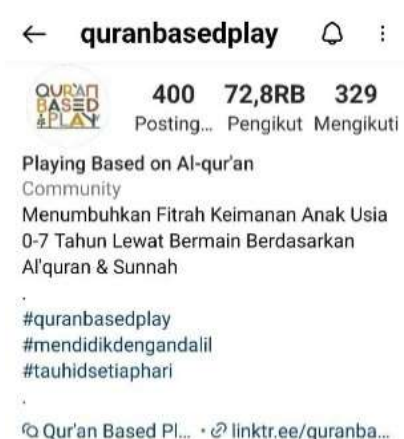 quranbasedplay
QUR'AN
BASED
PLAY
400 72,8RB 329
Posting... Pengikut Mengikuti
Playing Based on Al-qur'an
Community
Menumbuhkan Fitrah Keimanan Anak Usia
0-7 Tahun Lewat Bermain Berdasarkan
Al'quran & Sunnah
.
#quranbasedplay
#mendidikdengandalil
#tauhidsetiaphari
.
Qur'an Based Pl... · linktr.ee/quranba...